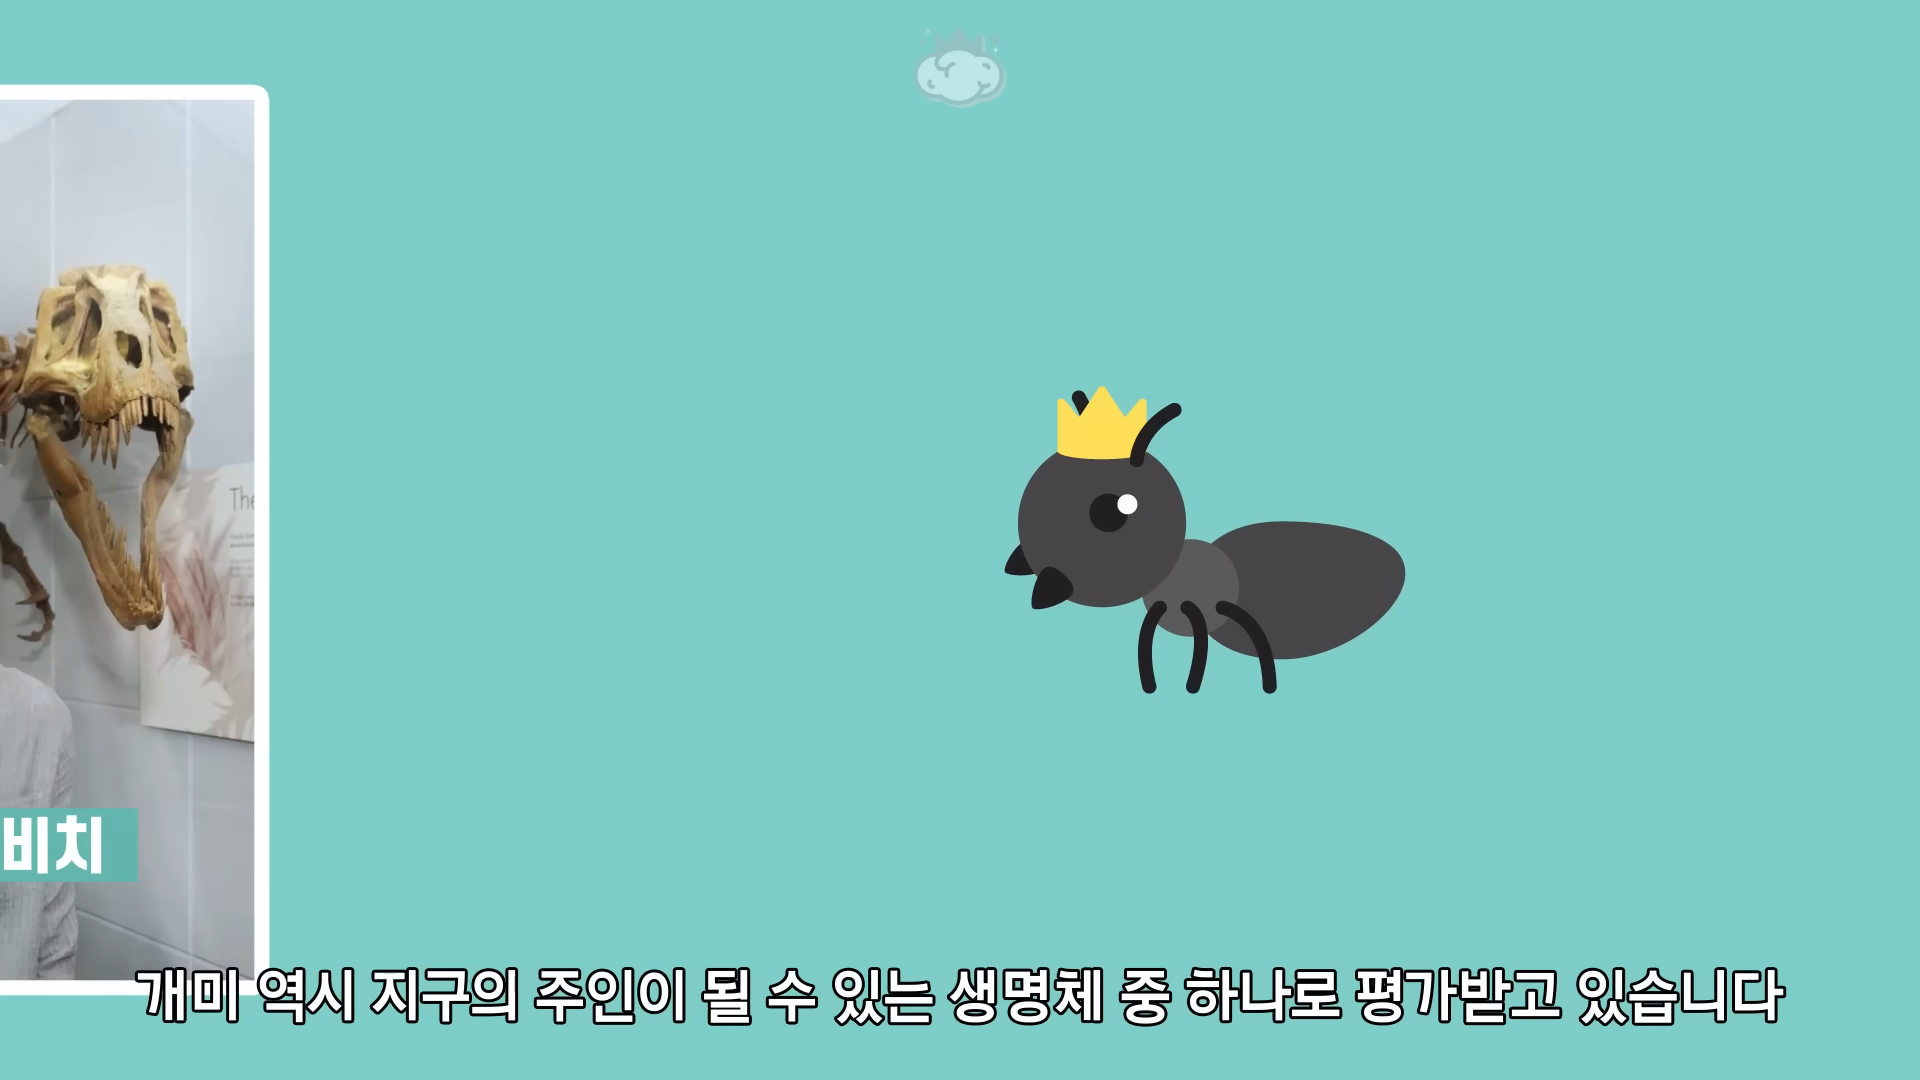 The
비치
개미 역시 지구의 주인이 될 수 있는 생명체 중 하나로 평가받고 있습니다